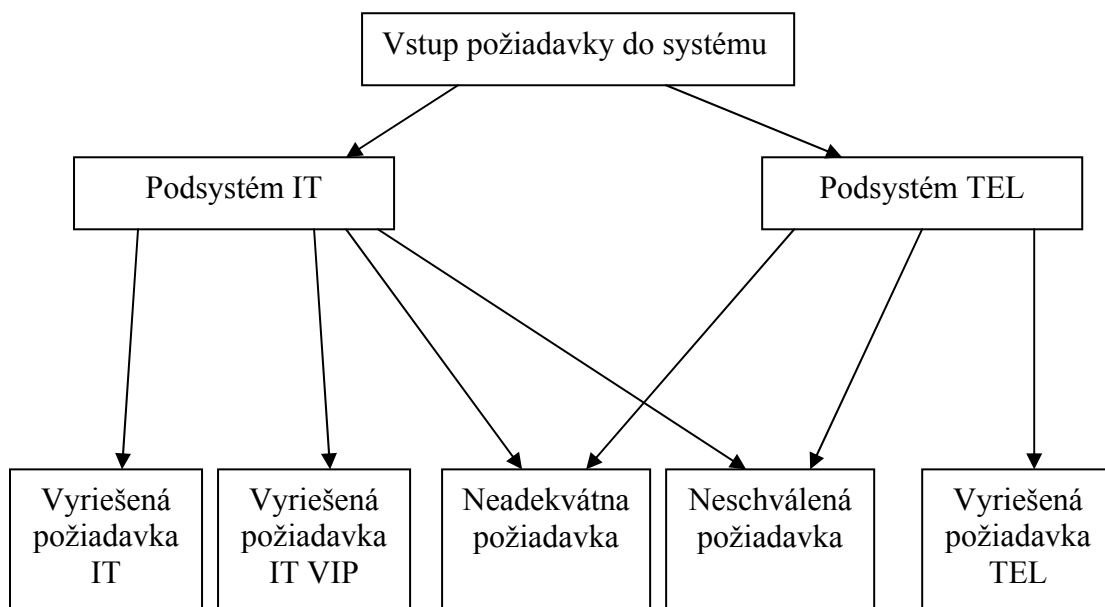 Vstup požiadavky do systému
Podsystém IT
Podsystém TEL
Vyriešená
požiadavka
IT
Vyriešená
požiadavka
IT VIP
Neadekvátna
požiadavka
Neschválená
požiadavka
Vyriešená
požiadavka
TEL